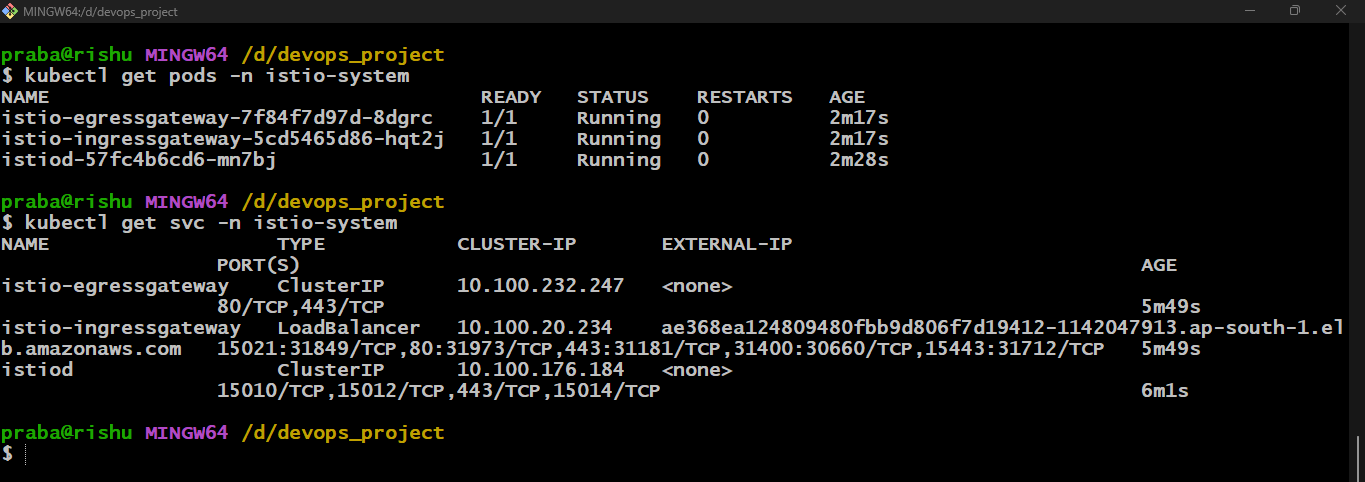 MINGW64:/d/devops_project
praba@rishu MINGW64 /d/devops_project
$ kubectl get pods -n istio-system
NAME READY STATUS RESTARTS AGE
istio-egressgateway-7f84f7d97d-8dgrc 1/1 Running 0 2m17s
istio-ingressgateway-5cd5465d86-hqt2j 1/1 Running 0 2m17s
istiod-57fc4b6cd6-mn7bj 1/1 Running 0 2m28s
praba@rishu MINGW64 /d/devops_project
$ kubectl get svc -n istio-system
NAME TYPE CLUSTER-IP EXTERNAL-IP
PORT(S) AGE
istio-egressgateway ClusterIP 10.100.232.247 <none>
80/TCP,443/TCP 5m49s
istio-ingressgateway LoadBalancer 10.100.20.234 ae368ea124809480fbb9d806f7d19412-1142047913.ap-south-1.el
b.amazonaws.com 15021:31849/TCP,80:31973/TCP,443:31181/TCP,31400:30660/TCP,15443:31712/TCP 5m49s
istiod ClusterIP 10.100.176.184 <none>
15010/TCP,15012/TCP,443/TCP,15014/TCP 6m1s
praba@rishu MINGW64 /d/devops_project
$